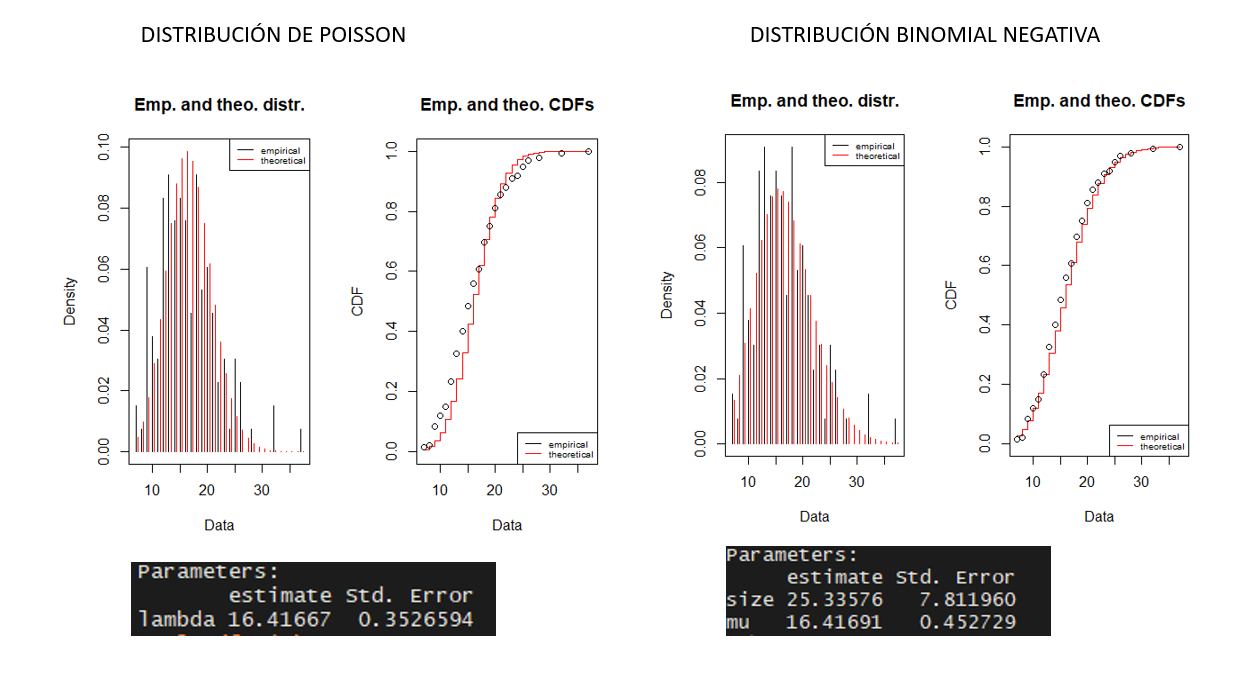 DISTRIBUCIÓN DE POISSON
DISTRIBUCIÓN BINOMIAL NEGATIVA
Emp. and theo. distr.
empirical
theoretical
Density
0.00 0.02 0.04 0.06 0.08 0.10
10 20 30
Data
Emp. and theo. CDFs
CDF
0.0 0.2 0.4 0.6 0.8 1.0
empirical
theoretical
10 20 30
Data
Parameters:
estimate Std. Error
lambda 16.41667 0.3526594
Emp. and theo. distr.
empirical
theoretical
Density
0.00 0.02 0.04 0.06 0.08
10 20 30
Data
Emp. and theo. CDFs
CDF
0.0 0.2 0.4 0.6 0.8 1.0
empirical
theoretical
10 20 30
Data
Parameters:
estimate Std. Error
size 25.33576 7.811960
mu 16.41691 0.452729